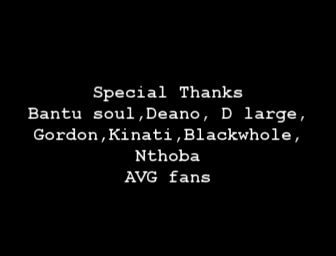 Special Thanks
Bantu soul,Deano, D large,
Gordon,Kinati,Blackwhole,
Nthoba
AVG fans